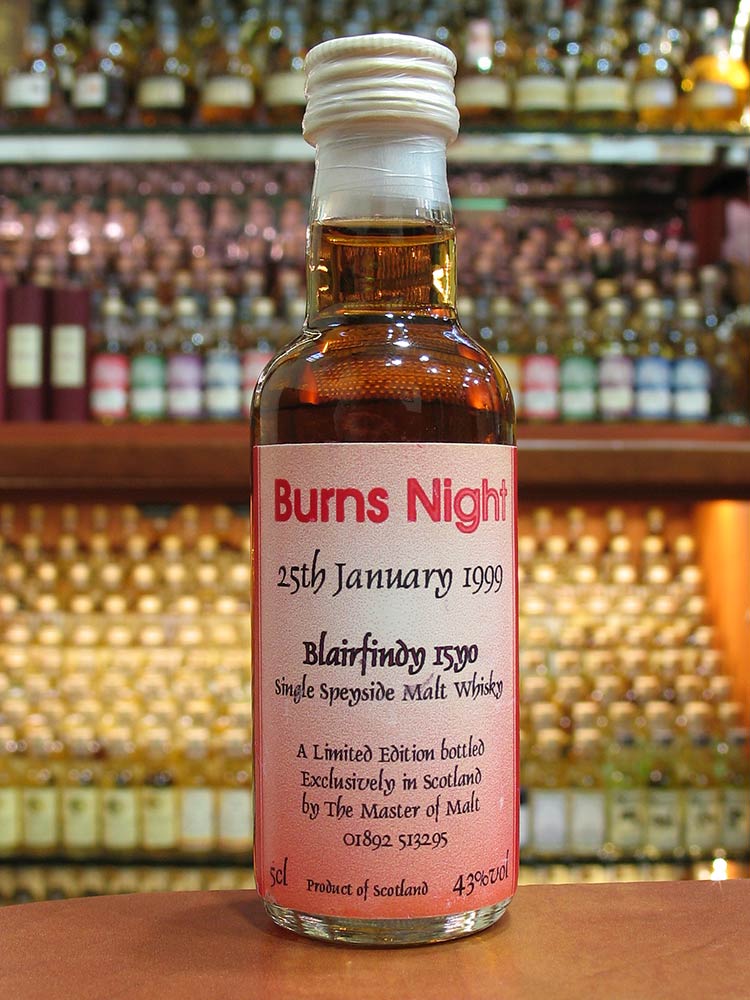 Burns Night
25th January 1999
Blairfindy 15yo
Single Speyside Malt Whisky
A Limited Edition bottled
Exclusively in Scotland
by The Master of Malt
01892 513295
5cl Product of Scotland 43%vol